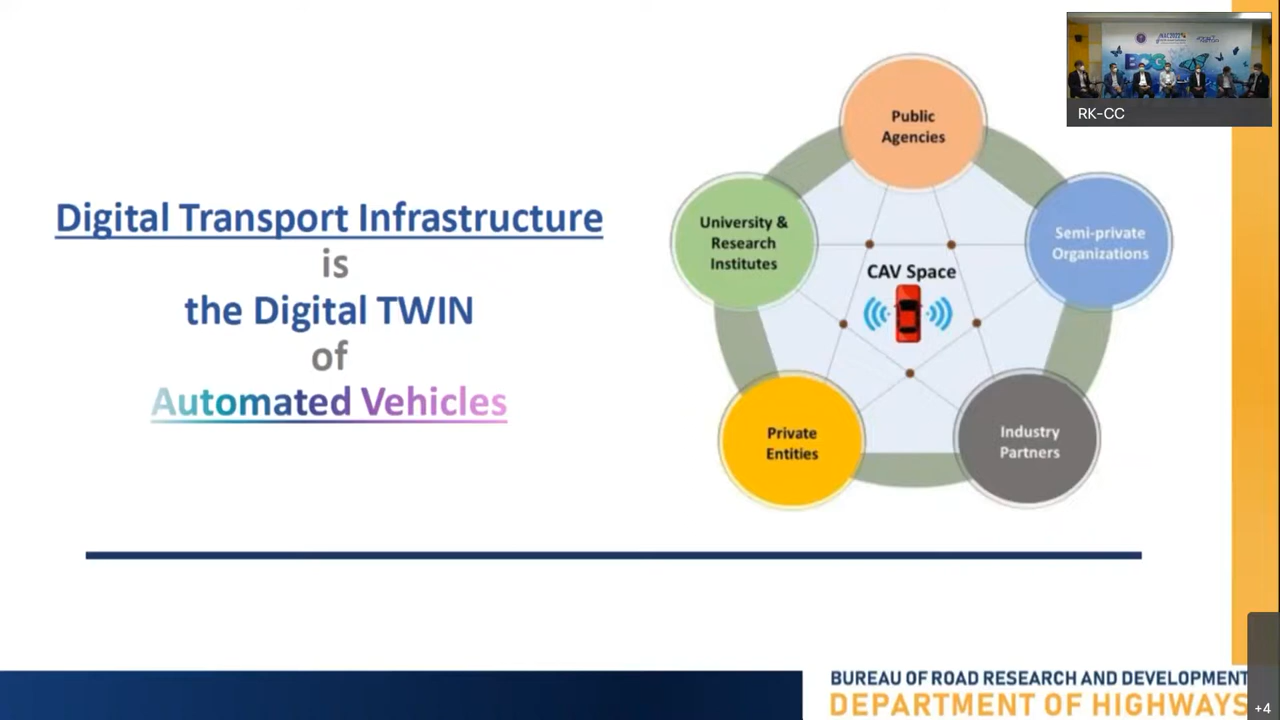 Digital Transport Infrastructure
is
the Digital TWIN
of
Automated Vehicles
Public
Agencies
University &
Research
Institutes
Semi-private
Organizations
CAV Space
Private
Entities
Industry
Partners
RK-CC
BCG
BUREAU OF ROAD RESEARCH AND DEVELOPMENT
DEPARTMENT OF HIGHWAYS
+4